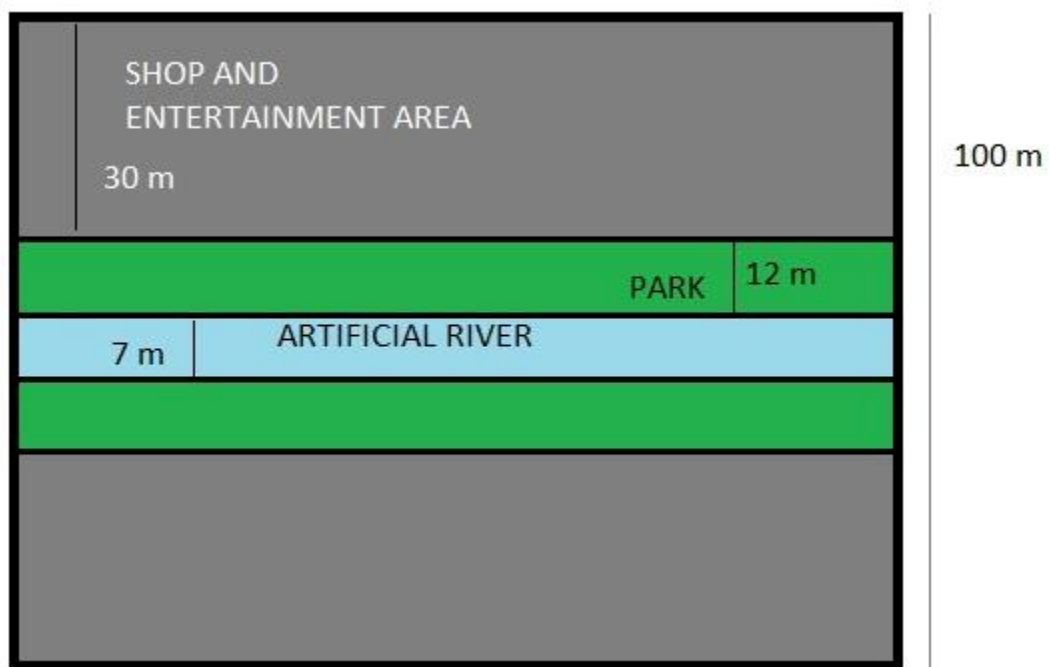 SHOP AND
ENTERTAINMENT AREA
30 m
100 m
PARK
12 m
ARTIFICIAL RIVER
7 m